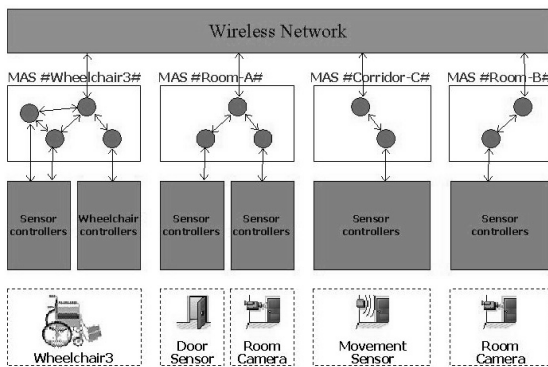 Wireless Network
MAS #Wheelchair3#
MAS #Room-A#
MAS #Corridor-C#
MAS #Room-B#
Sensor
controllers
Wheelchair
controllers
Sensor
controllers
Sensor
controllers
Sensor
controllers
Sensor
controllers
Wheelchair3
Door
Sensor
Room
Camera
Movement
Sensor
Room
Camera